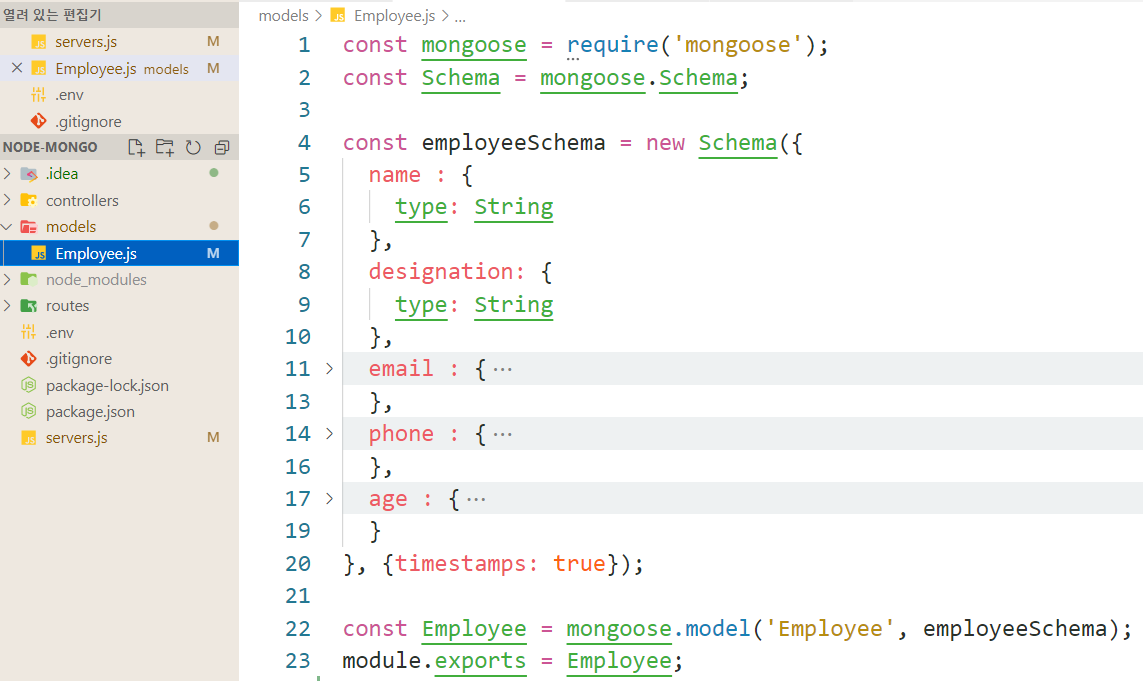 열려 있는 편집기
servers.js M
Employee.js models M
.env
.gitignore
NODE-MONGO
.idea
controllers
models
Employee.js M
node_modules
routes
.env
.gitignore
package-lock.json
package.json
servers.js M
models > Employee.js > ...
1 const mongoose = require('mongoose');
2 const Schema = mongoose.Schema;
3
4 const employeeSchema = new Schema({
5 name : {
6 type: String
7 },
8 designation: {
9 type: String
10 },
11 email : {···
13 },
14 phone : {···
16 },
17 age : {···
19 }
20 }, {timestamps: true});
21
22 const Employee = mongoose.model('Employee', employeeSchema);
23 module.exports = Employee;